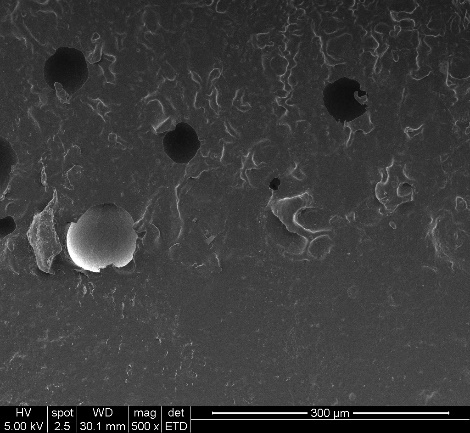 HV spot WD mag det
5.00 kV 2.5 30.1 mm 500 x ETD 300 µm